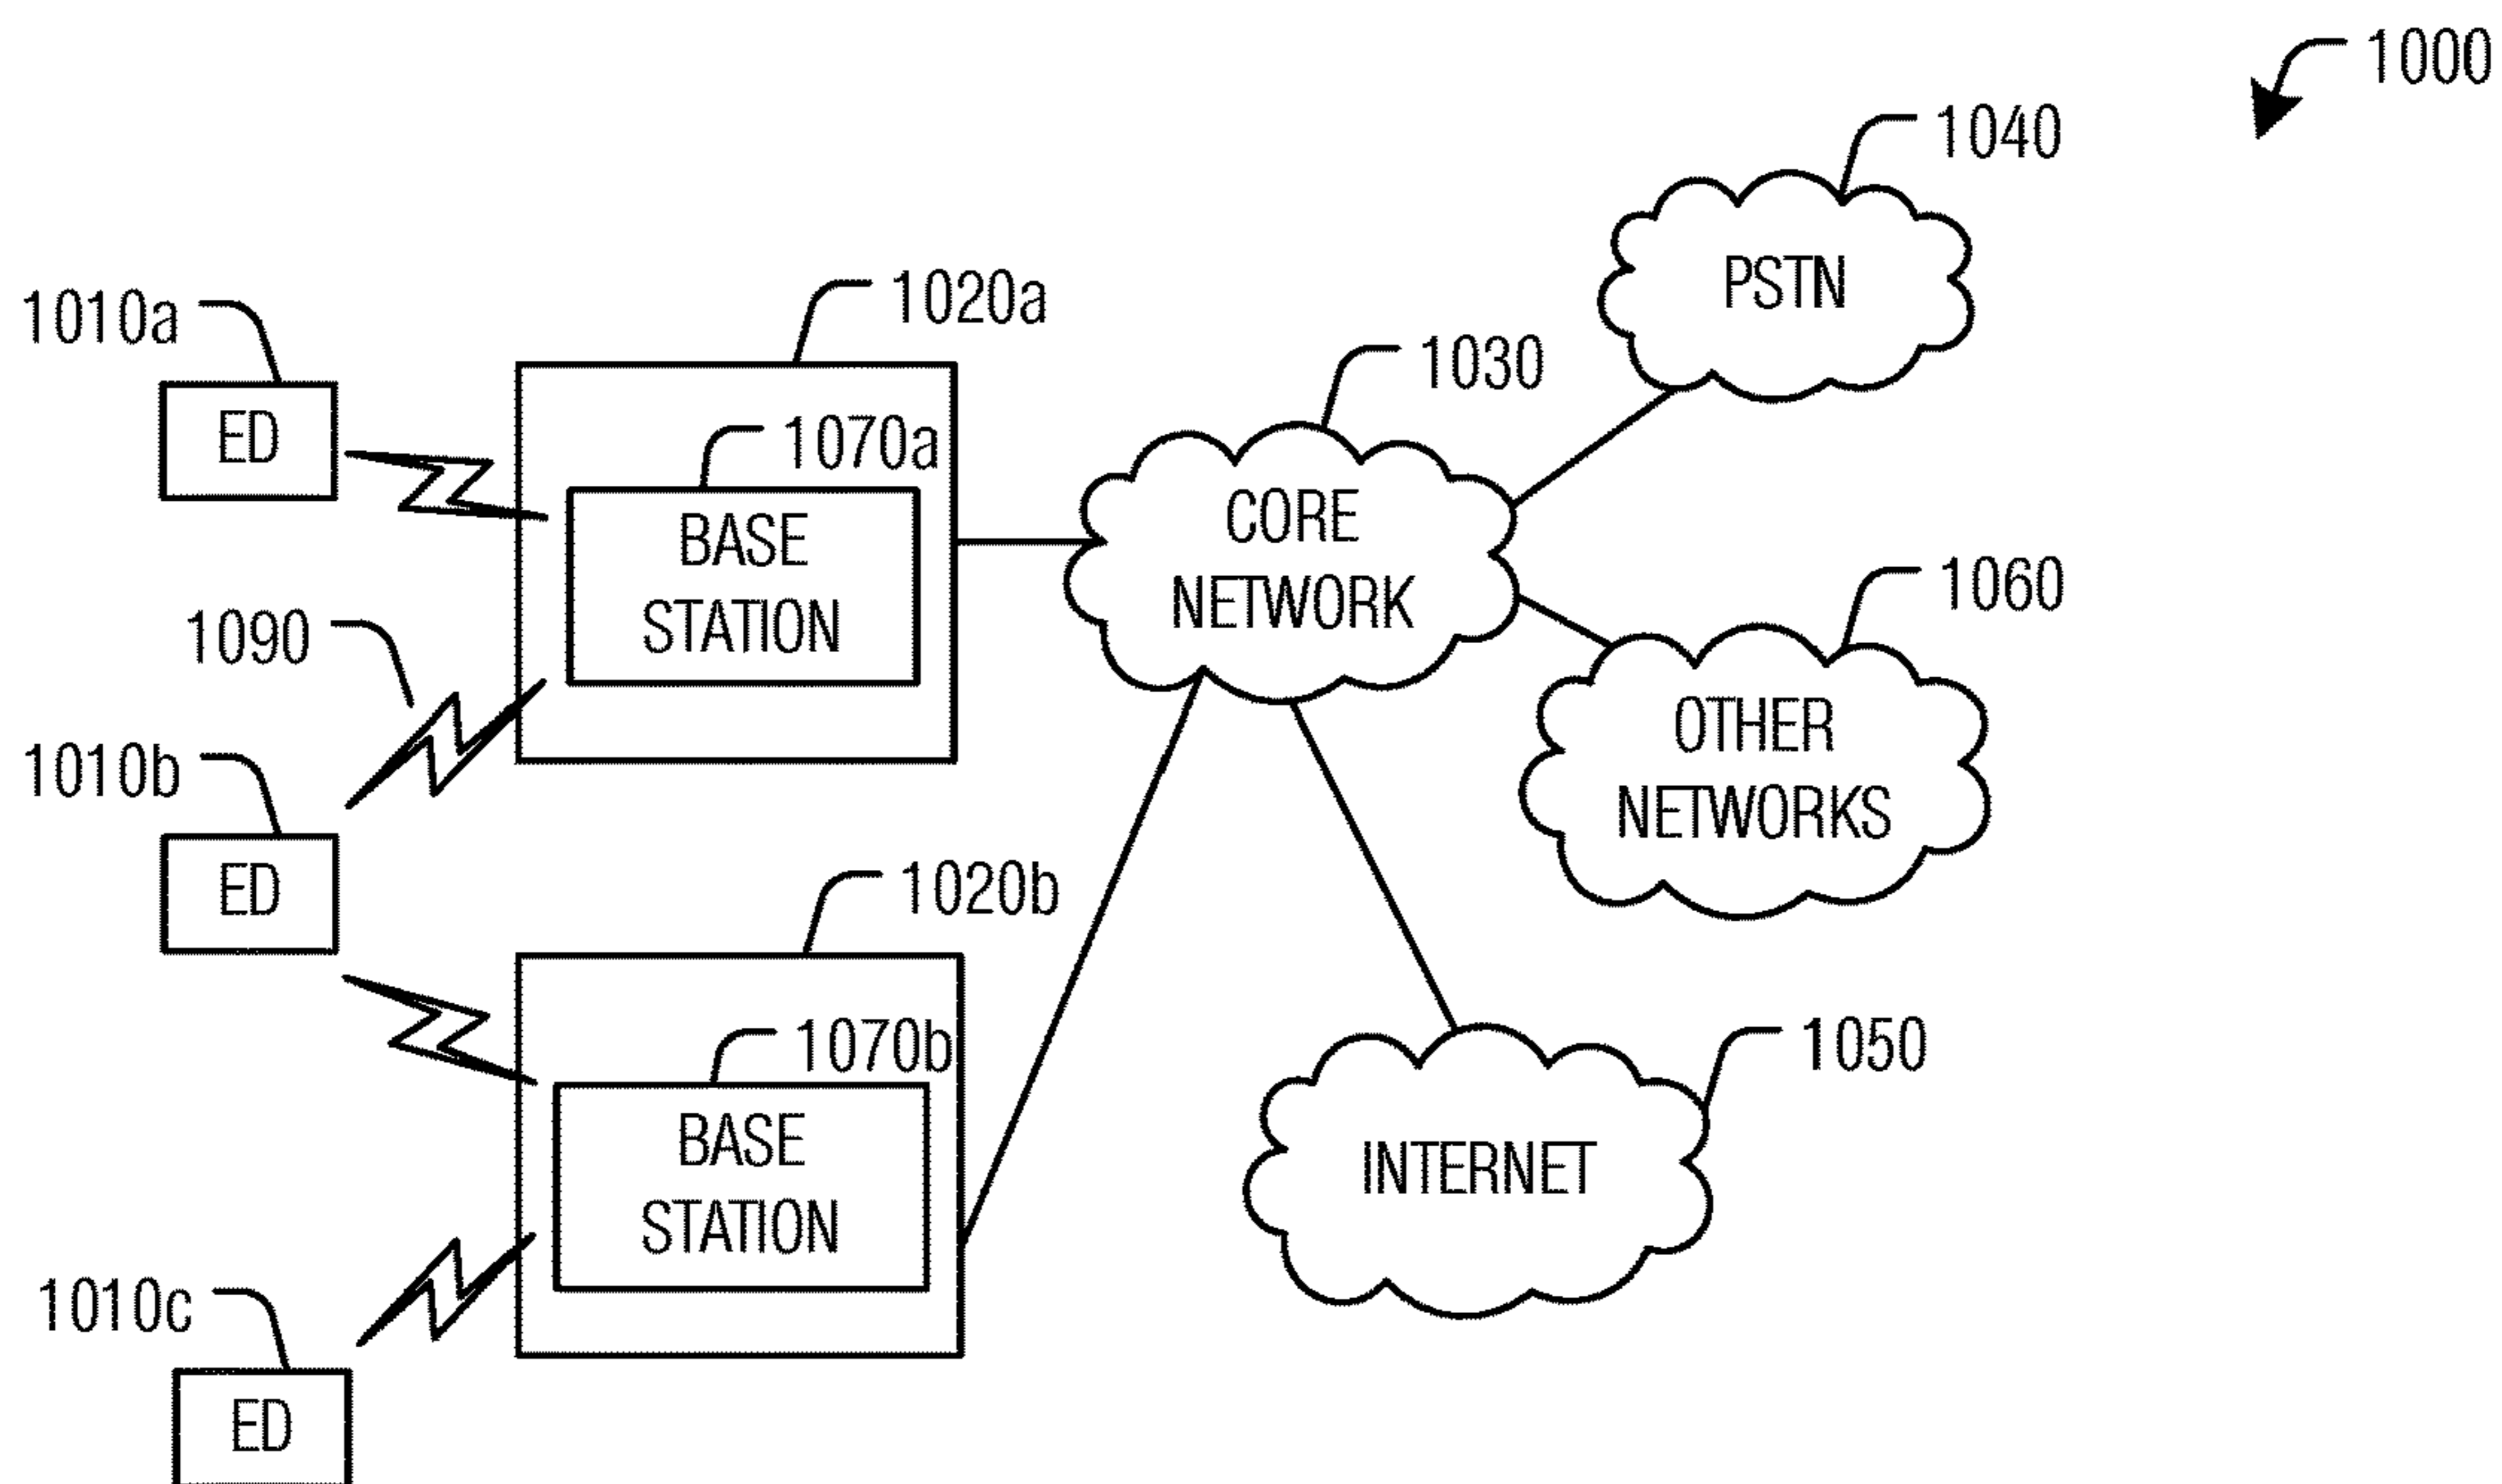 1000
1040
PSTN
1020a
1010a
1030
ED
1070a
CORE
NETWORK
BASE
STATION
1060
1090
OTHER
NETWORKS
1010b
ED
1020b
1070b
1050
BASE
STATION
INTERNET
1010c
ED